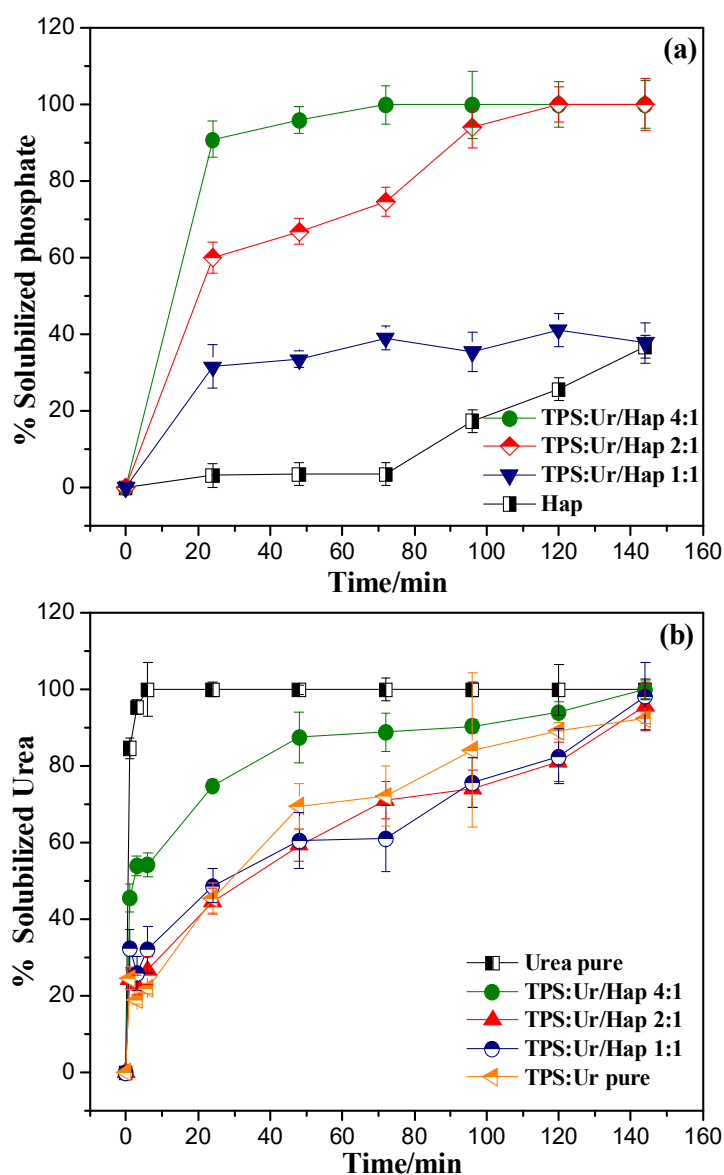 (a)
% Solubilized phosphate
120
100
80
60
40
20
0
TPS:Ur/Hap 4:1
TPS:Ur/Hap 2:1
TPS:Ur/Hap 1:1
Hap
0 20 40 60 80 100 120 140 160
Time/min
(b)
% Solubilized Urea
120
100
80
60
40
20
0
Urea pure
TPS:Ur/Hap 4:1
TPS:Ur/Hap 2:1
TPS:Ur/Hap 1:1
TPS:Ur pure
0 20 40 60 80 100 120 140 160
Time/min